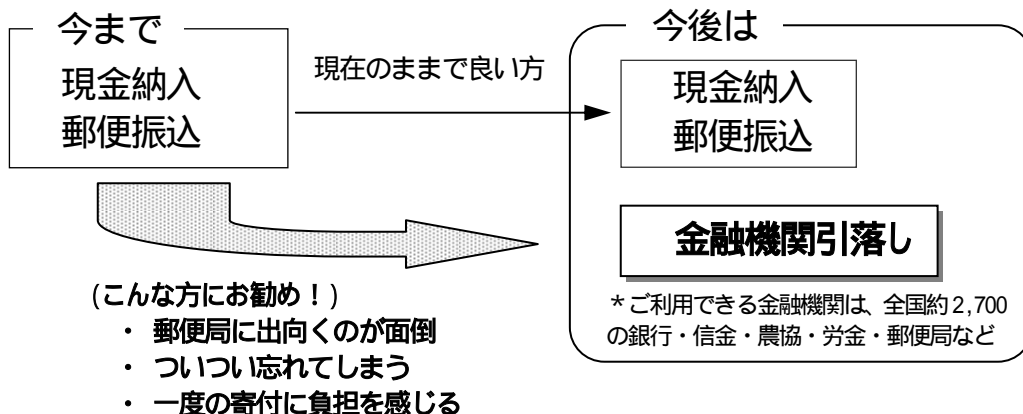 今まで
現金納入
郵便振込
現在のままで良い方
今後は
現金納入
郵便振込
金融機関引落し
*ご利用できる金融機関は、全国約2,700
の銀行・信金・農協・労金・郵便局など
(こんな方にお勧め!)
・ 郵便局に出向くのが面倒
・ ついつい忘れてしまう
・ 一度の寄付に負担を感じる